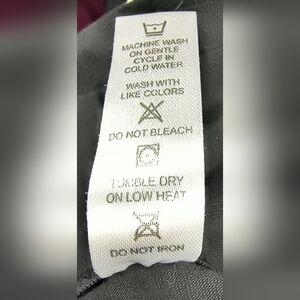 MACHINE WASH
ON GENTLE
CYCLE IN
COLD WATER
WASH WITH
LIKE COLORS
DO NOT BLEACH
TUMBLE DRY
ON LOW HEAT
DO NOT IRON